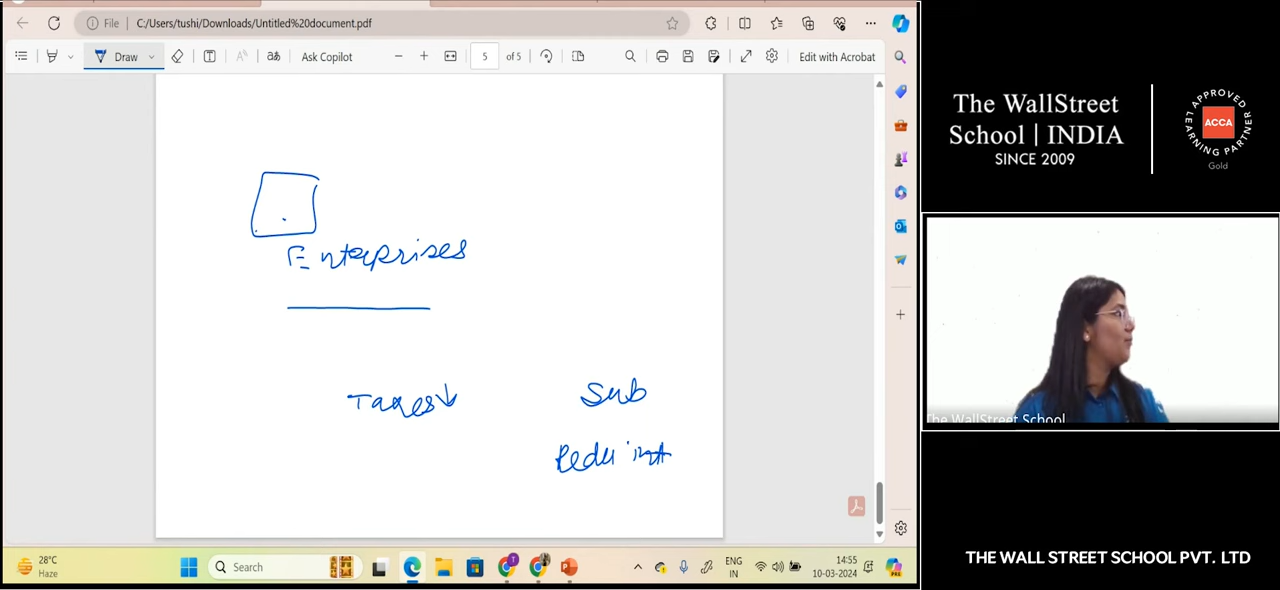 File C:/Users/tushi/Downloads/Untitled%20document.pdf
Draw Ask Copilot 5 of 5 Edit with Acrobat
Enterprises
Taxes↓
Sub
28°C
Haze
Search
ENG
IN
14:55
10-03-2024
The WallStreet
School | INDIA
SINCE 2009
APPROVED
ACCA
LEARNING PARTNER
Gold
The WallStreet School
THE WALL STREET SCHOOL PVT. LTD